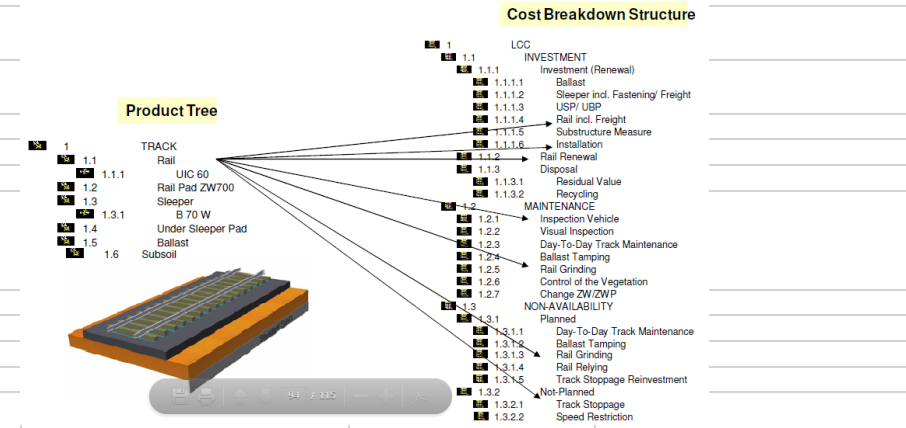 Cost Breakdown Structure
1 LCC
1.1 INVESTMENT
1.1.1 Investment (Renewal)
1.1.1.1 Ballast
1.1.1.2 Sleeper incl. Fastening/ Freight
1.1.1.3 USP/ UBP
1.1.1.4 Rail incl. Freight
1.1.1.5 Substructure Measure
1.1.1.6 Installation
1.1.2 Rail Renewal
1.1.3 Disposal
1.1.3.1 Residual Value
1.1.3.2 Recycling
1.2 MAINTENANCE
1.2.1 Inspection Vehicle
1.2.2 Visual Inspection
1.2.3 Day-To-Day Track Maintenance
1.2.4 Ballast Tamping
1.2.5 Rail Grinding
1.2.6 Control of the Vegetation
1.2.7 Change ZW/ZWP
1.3 NON-AVAILABILITY
1.3.1 Planned
1.3.1.1 Day-To-Day Track Maintenance
1.3.1.2 Ballast Tamping
1.3.1.3 Rail Grinding
1.3.1.4 Rail Relying
1.3.1.5 Track Stoppage Reinvestment
1.3.2 Not-Planned
1.3.2.1 Track Stoppage
1.3.2.2 Speed Restriction
Product Tree
1 TRACK
1.1 Rail
1.1.1 UIC 60
1.2 Rail Pad ZW700
1.3 Sleeper
1.3.1 B 70 W
1.4 Under Sleeper Pad
1.5 Ballast
1.6 Subsoil
/ 115